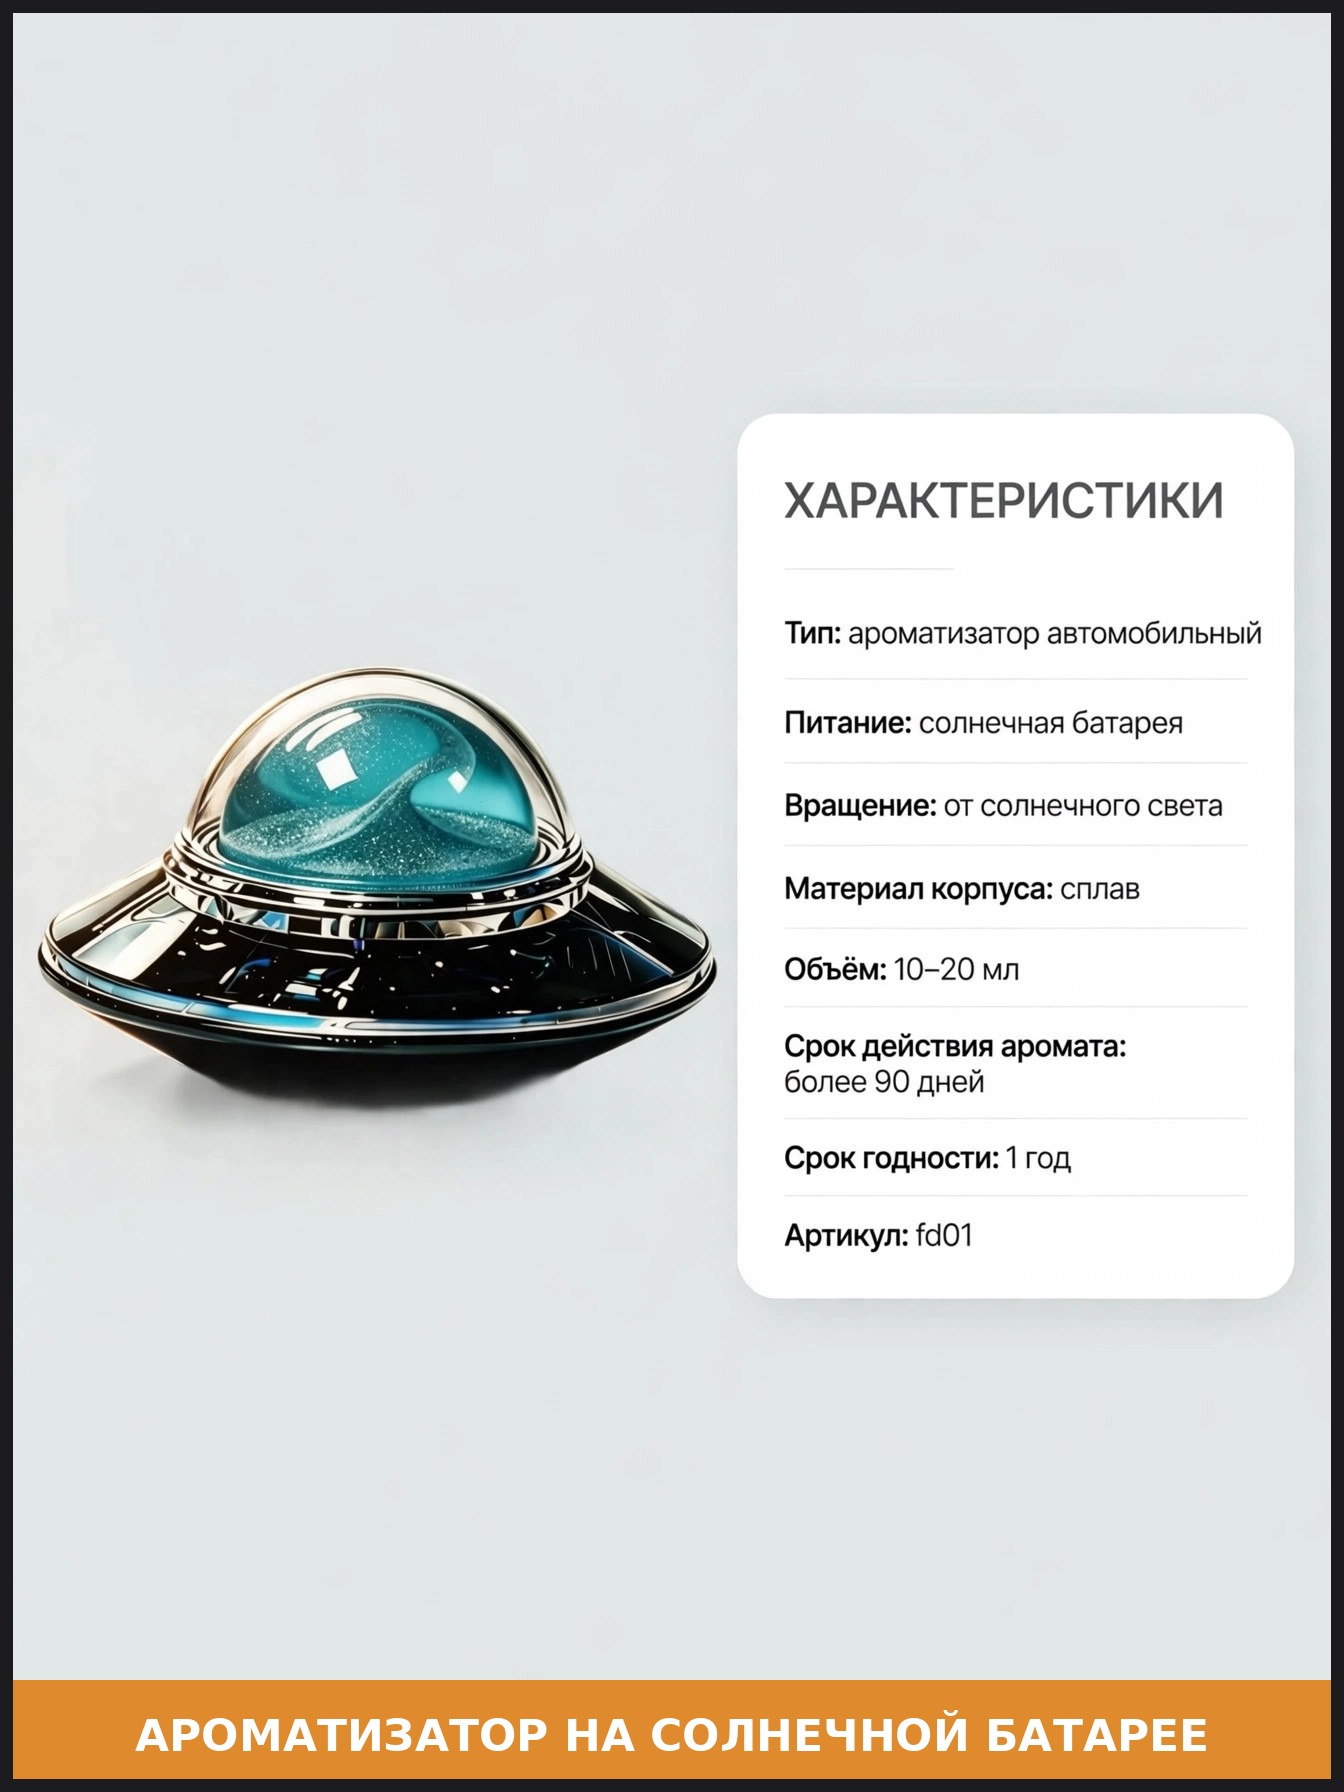 ХАРАКТЕРИСТИКИ
Тип: ароматизатор автомобильный
Питание: солнечная батарея
Вращение: от солнечного света
Материал корпуса: сплав
Объём: 10–20 мл
Срок действия аромата:
более 90 дней
Срок годности: 1 год
Артикул: fd01
АРОМАТИЗАТОР НА СОЛНЕЧНОЙ БАТАРЕЕ